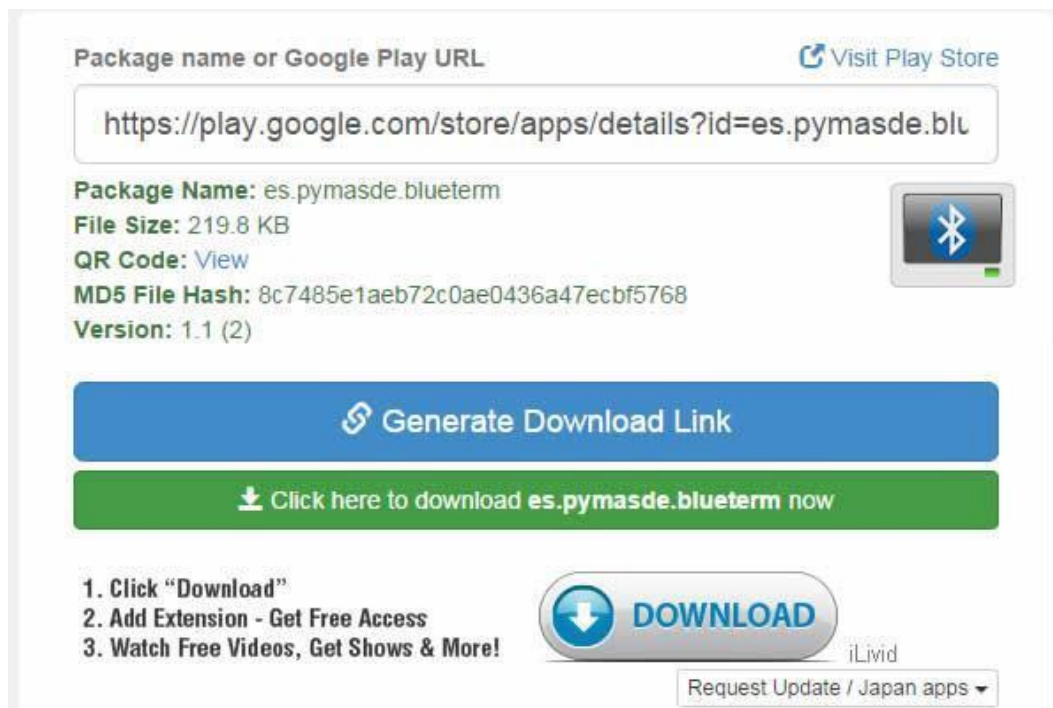 Package name or Google Play URL
Visit Play Store
https://play.google.com/store/apps/details?id=es.pymasde.blu
Package Name: es.pymasde.blueterm
File Size: 219.8 KB
QR Code: View
MD5 File Hash: 8c7485e1aeb72c0ae0436a47ecbf5768
Version: 1.1 (2)
Generate Download Link
Click here to download es.pymasde.blueterm now
1. Click “Download”
2. Add Extension - Get Free Access
3. Watch Free Videos, Get Shows & More!
DOWNLOAD
iLivid
Request Update / Japan apps